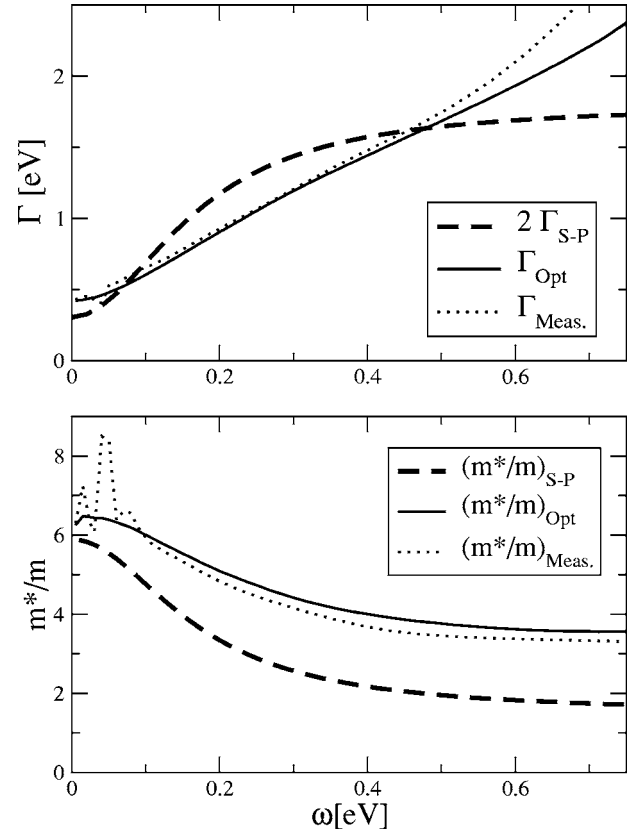 2
1
0
Γ [eV]
0
0.2
0.4
0.6
2 Γ_S-P
Γ_Opt
Γ_Meas.
8
6
4
2
0
m*/m
0
0.2
0.4
0.6
ω[eV]
(m*/m)_S-P
(m*/m)_Opt
(m*/m)_Meas.